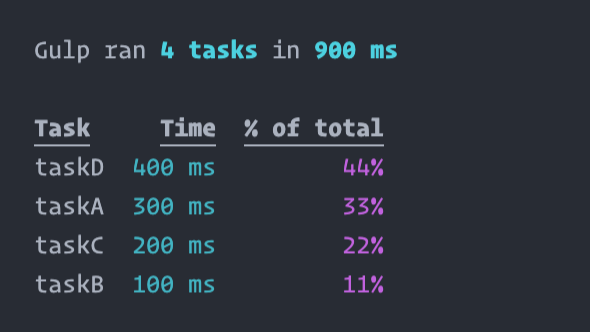 Gulp ran 4 tasks in 900 ms
Task Time % of total
taskD 400 ms 44%
taskA 300 ms 33%
taskC 200 ms 22%
taskB 100 ms 11%